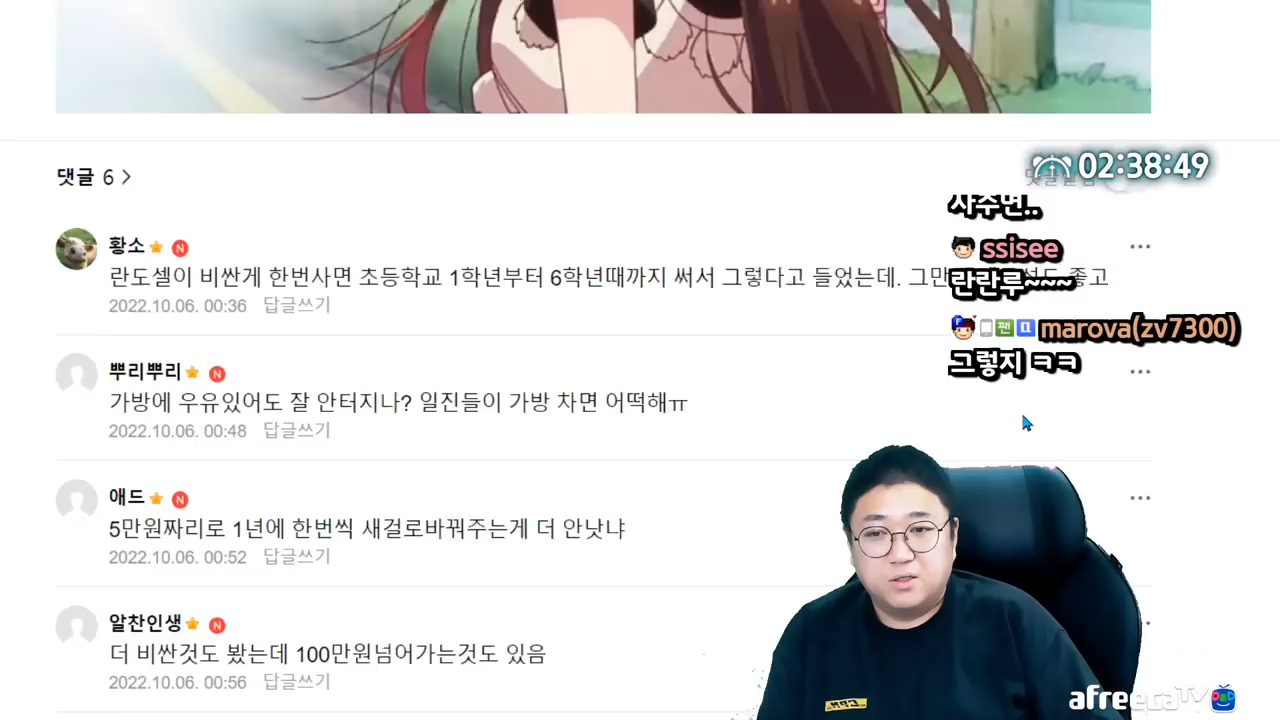 댓글 6 >
02:38:49
사주면..
황소
란도셀이 비싼게 한번사면 초등학교 1학년부터 6학년때까지 써서 그렇다고 들었는데. 좋고
2022.10.06. 00:36 답글쓰기
ssisee
란란루~~~
marova(zv7300)
그렇지 ㅋㅋ
뿌리뿌리
가방에 우유있어도 잘 안터지나? 일진들이 가방 차면 어떡해ㅠ
2022.10.06. 00:48 답글쓰기
애드
5만원짜리로 1년에 한번씩 새걸로바꿔주는게 더 안낫냐
2022.10.06. 00:52 답글쓰기
알찬인생
더 비싼것도 봤는데 100만원넘어가는것도 있음
2022.10.06. 00:56 답글쓰기
afreecaTV